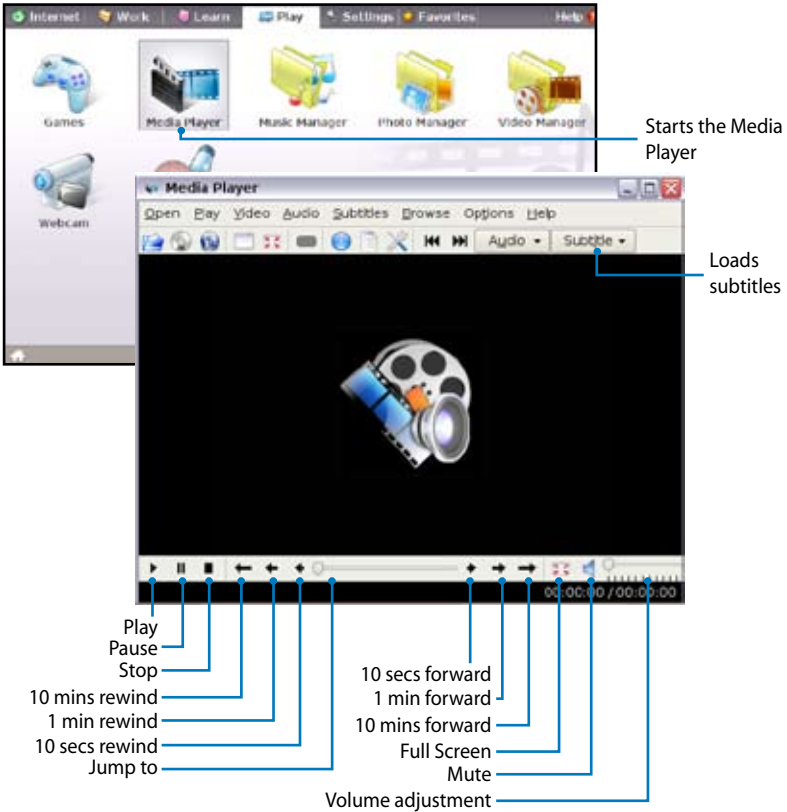 Internet Work Learn Play Settings Favorites Help
Games Media Player Music Manager Photo Manager Video Manager
Starts the Media
Player
Webcam
Media Player
Open Play Video Audio Subtitles Browse Options Help
Audio Subtitle
Loads
subtitles
00:00:00 / 00:00:00
Play
Pause
Stop
10 mins rewind
1 min rewind
10 secs rewind
Jump to
10 secs forward
1 min forward
10 mins forward
Full Screen
Mute
Volume adjustment